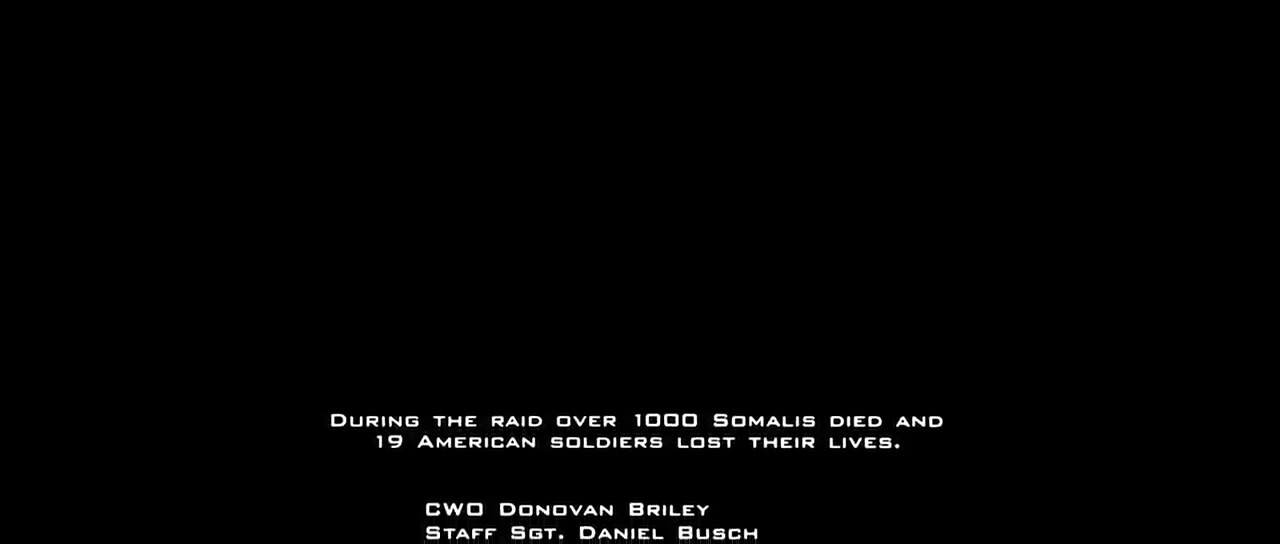 During the raid over 1000 Somalis died and
19 American soldiers lost their lives.
CWO Donovan Briley
Staff Sgt. Daniel Busch